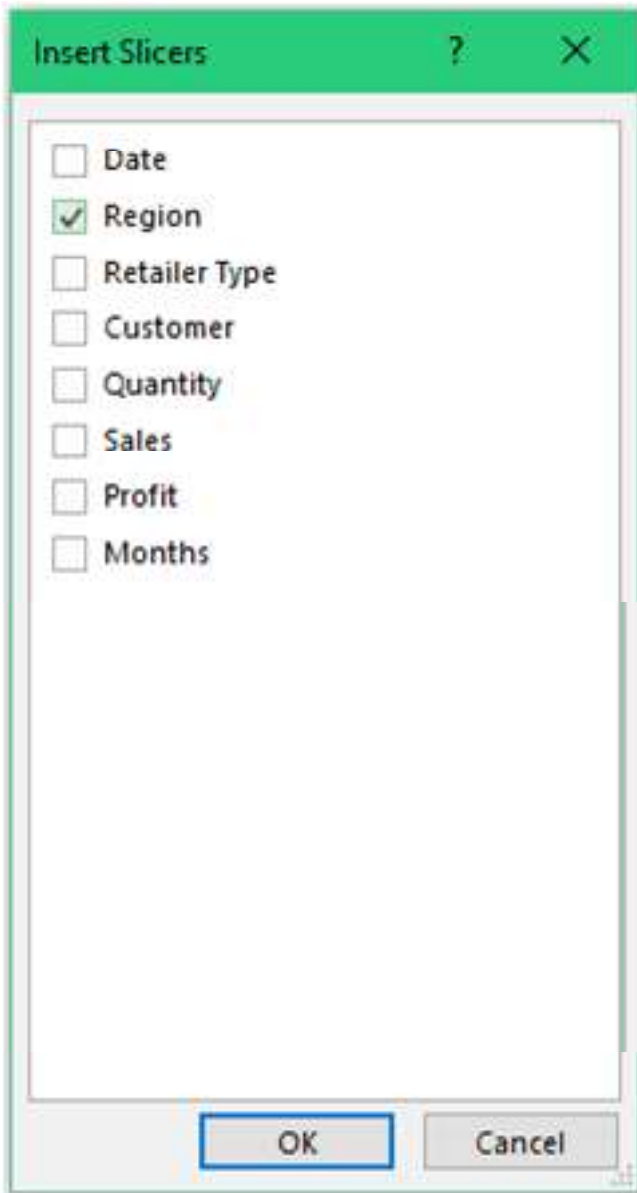 Insert Slicers ?
Date
Region
Retailer Type
Customer
Quantity
Sales
Profit
Months
OK Cancel